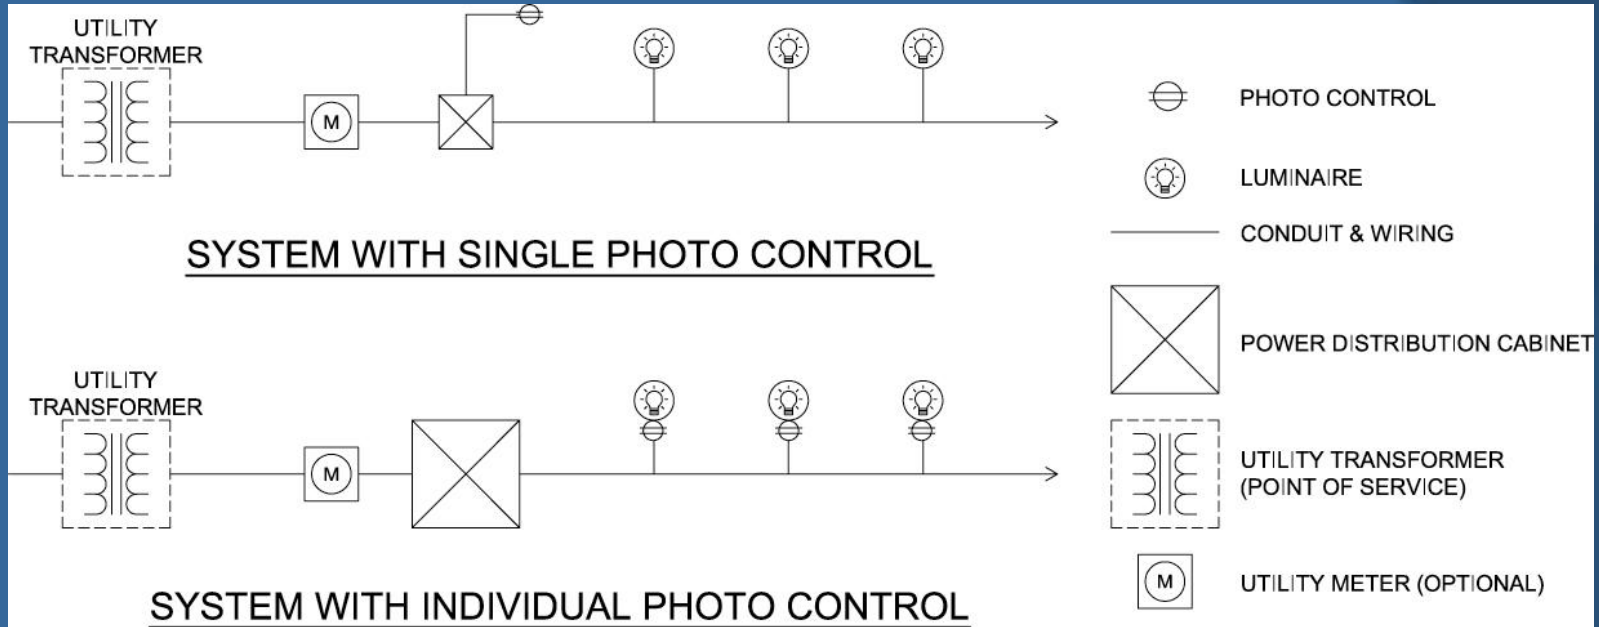 UTILITY
TRANSFORMER
M
SYSTEM WITH SINGLE PHOTO CONTROL
UTILITY
TRANSFORMER
M
SYSTEM WITH INDIVIDUAL PHOTO CONTROL
PHOTO CONTROL
LUMINAIRE
CONDUIT & WIRING
POWER DISTRIBUTION CABINET
UTILITY TRANSFORMER
(POINT OF SERVICE)
M
UTILITY METER (OPTIONAL)